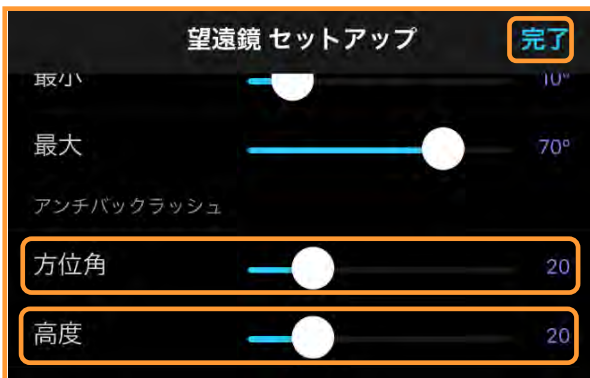 望遠鏡 セットアップ 完了
最小 10°
最大 70°
アンチバックラッシュ
方位角 20
高度 20